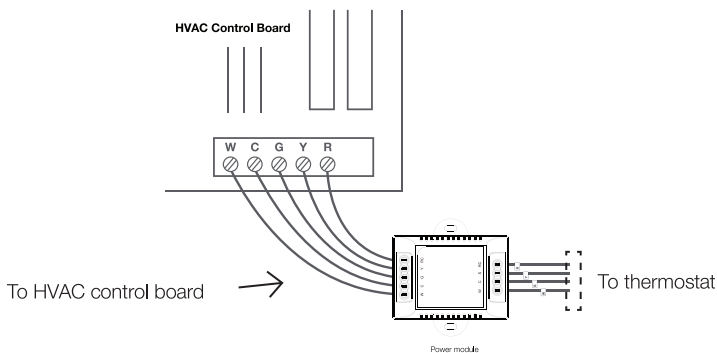 HVAC Control Board
W C G Y R
To HVAC control board
To thermostat
Power module